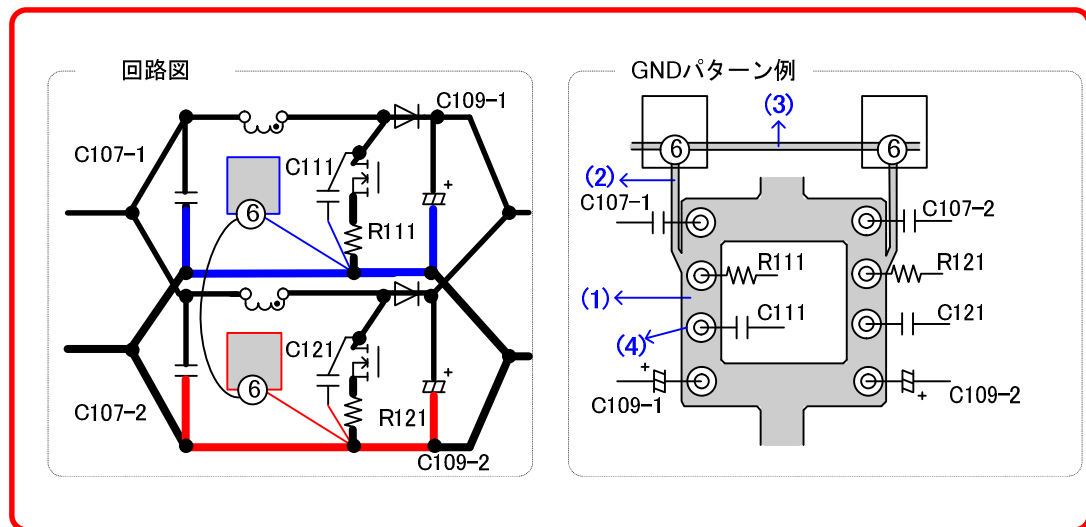 回路図
C109-1
C107-1
C111
6
R111
C121
6
C107-2
R121
C109-2
GNDパターン例
(3)
6
6
(2)
C107-1
C107-2
R111
R121
(1)
C111
C121
(4)
+
C109-1
+
C109-2
+
+